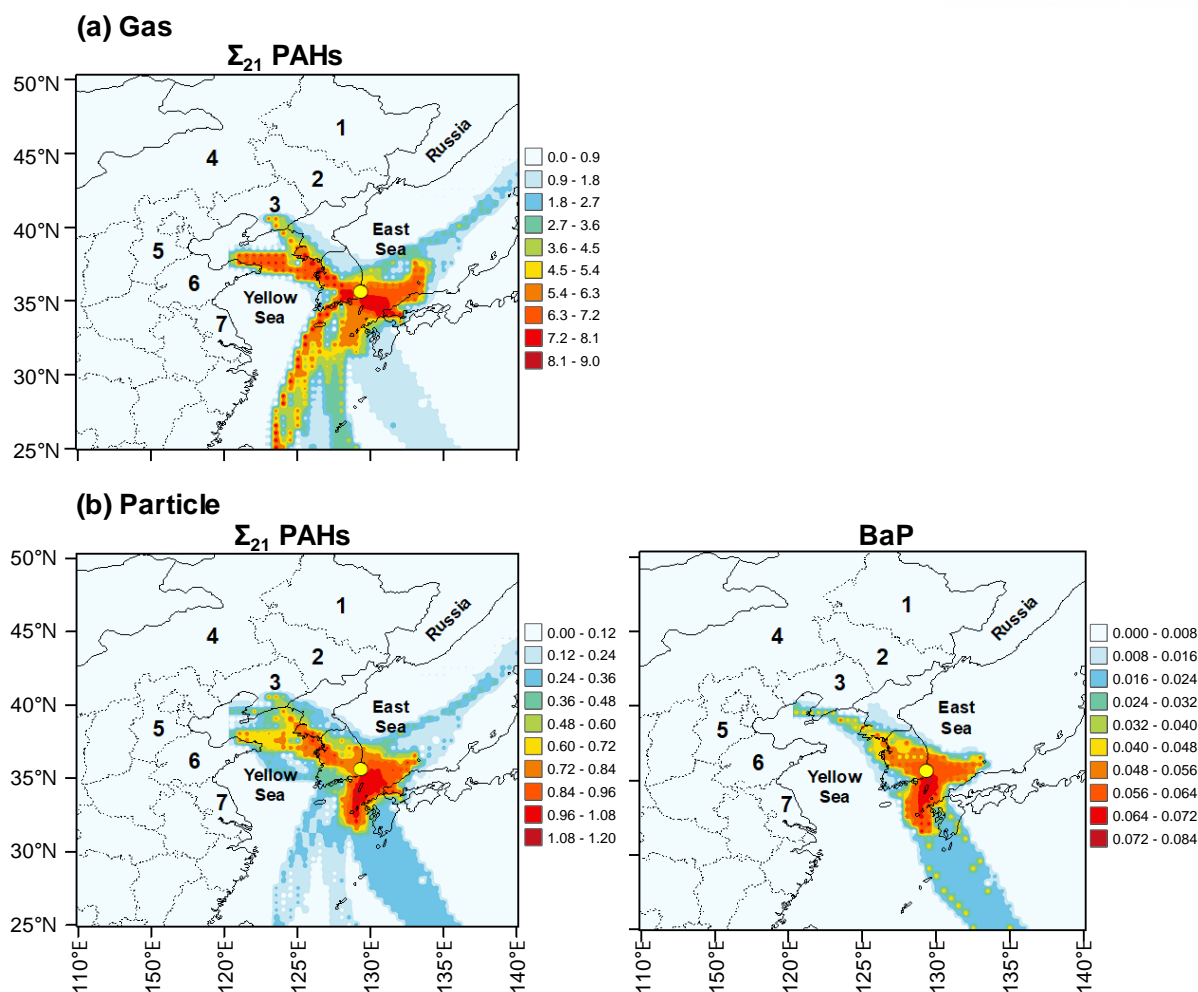 (a) Gas
Σ21 PAHs
50°N
45°N
40°N
35°N
30°N
25°N
1
2
3
4
5
6
7
Russia
East
Sea
Yellow
Sea
0.0 - 0.9
0.9 - 1.8
1.8 - 2.7
2.7 - 3.6
3.6 - 4.5
4.5 - 5.4
5.4 - 6.3
6.3 - 7.2
7.2 - 8.1
8.1 - 9.0
(b) Particle
Σ21 PAHs
50°N
45°N
40°N
35°N
30°N
25°N
1
2
3
4
5
6
7
Russia
East
Sea
Yellow
Sea
110°E
150°E
120°E
125°E
130°E
135°E
140°E
0.00 - 0.12
0.12 - 0.24
0.24 - 0.36
0.36 - 0.48
0.48 - 0.60
0.60 - 0.72
0.72 - 0.84
0.84 - 0.96
0.96 - 1.08
1.08 - 1.20
BaP
1
2
3
4
5
6
7
Russia
East
Sea
Yellow
Sea
110°E
150°E
120°E
125°E
130°E
135°E
140°E
0.000 - 0.008
0.008 - 0.016
0.016 - 0.024
0.024 - 0.032
0.032 - 0.040
0.040 - 0.048
0.048 - 0.056
0.056 - 0.064
0.064 - 0.072
0.072 - 0.084